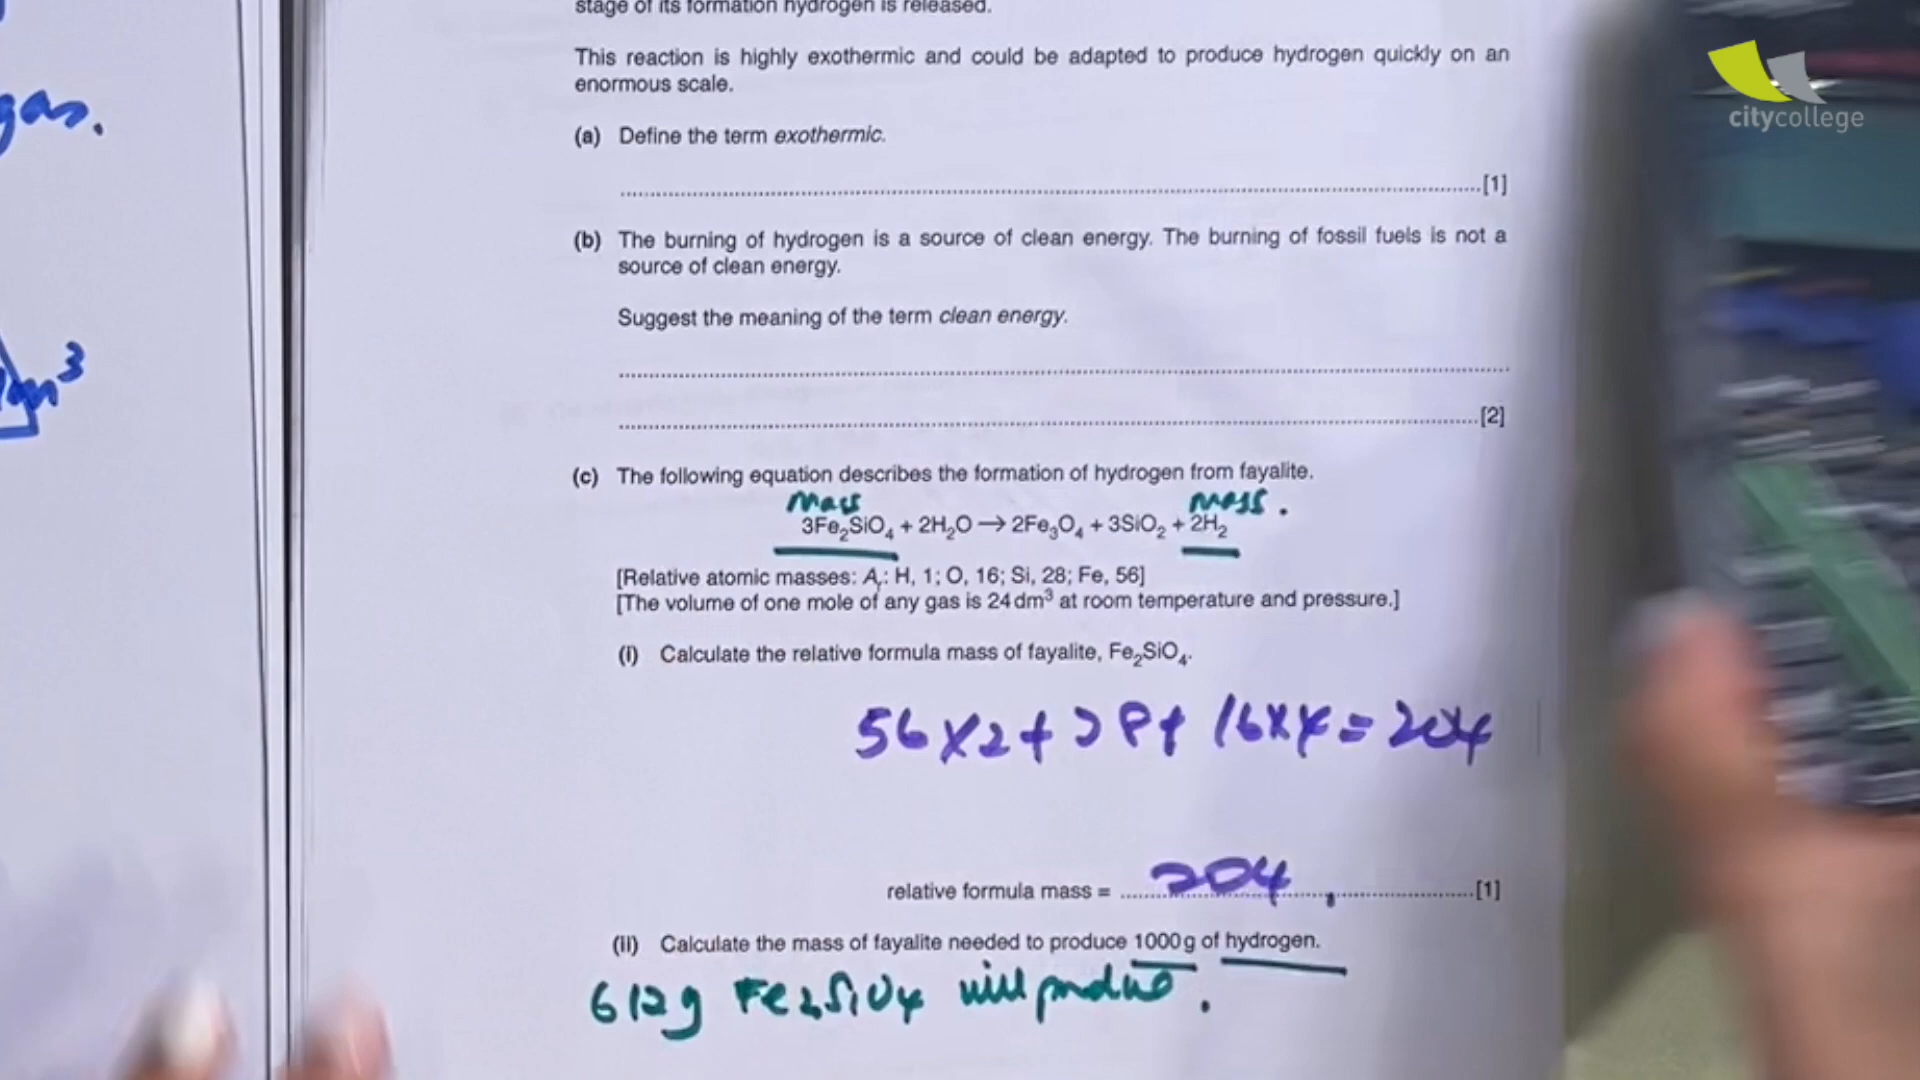 stage of its formation hydrogen is released.
This reaction is highly exothermic and could be adapted to produce hydrogen quickly on an
enormous scale.
(a) Define the term exothermic.
[1]
(b) The burning of hydrogen is a source of clean energy. The burning of fossil fuels is not a
source of clean energy.
Suggest the meaning of the term clean energy.
[2]
(c) The following equation describes the formation of hydrogen from fayalite.
mass mass.
3Fe₂SiO₄ + 2H₂O → 2Fe₃O₄ + 3SiO₂ + 2H₂
[Relative atomic masses: Aᵣ: H, 1; O, 16; Si, 28; Fe, 56]
[The volume of one mole of any gas is 24 dm³ at room temperature and pressure.]
(i) Calculate the relative formula mass of fayalite, Fe₂SiO₄.
56 x 2 + 28 + 16 x 4 = 204
relative formula mass = 204 [1]
(ii) Calculate the mass of fayalite needed to produce 1000 g of hydrogen.
612g Fe₂SiO₄ will produce.
gas.
dm³
citycollege